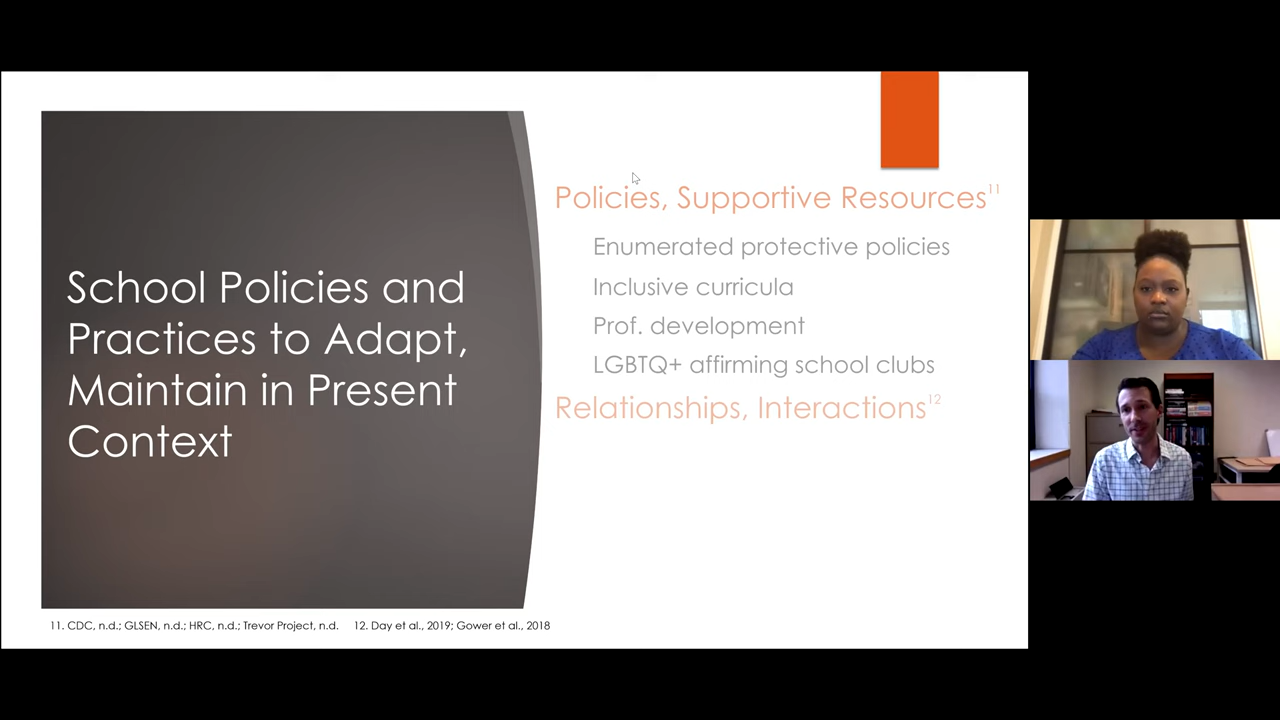 School Policies and
Practices to Adapt,
Maintain in Present
Context
Policies, Supportive Resources11
Enumerated protective policies
Inclusive curricula
Prof. development
LGBTQ+ affirming school clubs
Relationships, Interactions12
11. CDC, n.d.; GLSEN, n.d.; HRC, n.d.; Trevor Project, n.d. 12. Day et al., 2019; Gower et al., 2018